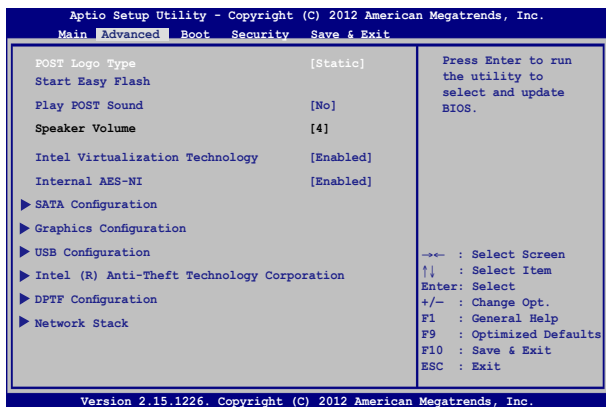 Aptio Setup Utility - Copyright (C) 2012 American Megatrends, Inc.
Main Advanced Boot Security Save & Exit
POST Logo Type [Static]
Start Easy Flash
Play POST Sound [No]
Speaker Volume [4]
Intel Virtualization Technology [Enabled]
Internal AES-NI [Enabled]
SATA Configuration
Graphics Configuration
USB Configuration
Intel (R) Anti-Theft Technology Corporation
DPTF Configuration
Network Stack
Press Enter to run
the utility to
select and update
BIOS.
→← : Select Screen
↑↓ : Select Item
Enter: Select
+/— : Change Opt.
F1 : General Help
F9 : Optimized Defaults
F10 : Save & Exit
ESC : Exit
Version 2.15.1226. Copyright (C) 2012 American Megatrends, Inc.